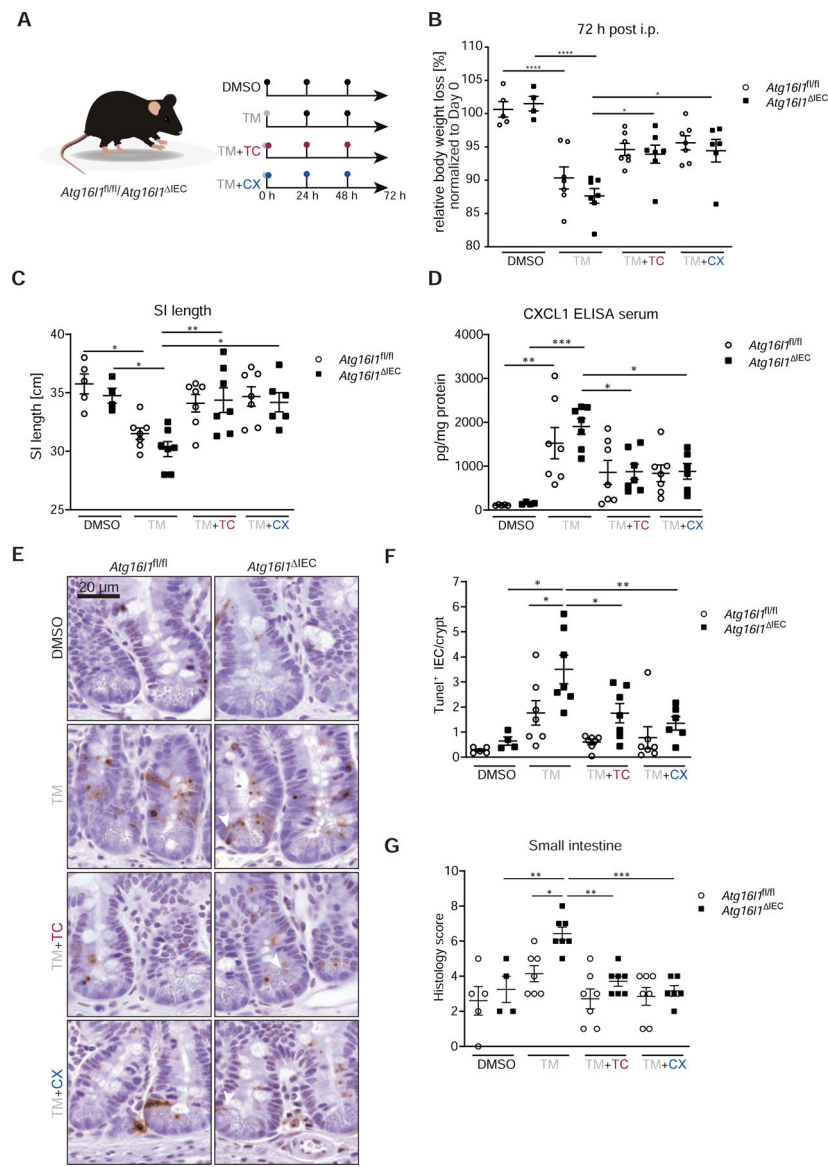 A
DMSO
TM
TM+TC
TM+CX
0 h
24 h
48 h
72 h
Atg16l1fl/fl/Atg16l1ΔIEC
B
72 h post i.p.
relative body weight loss [%]
normalized to Day 0
110
105
100
95
90
85
80
****
****
*
*
Atg16l1fl/fl
Atg16l1ΔIEC
DMSO
TM
TM+TC
TM+CX
C
SI length
SI length [cm]
40
35
30
25
*
*
**
*
Atg16l1fl/fl
Atg16l1ΔIEC
DMSO
TM
TM+TC
TM+CX
D
CXCL1 ELISA serum
pg/mg protein
4000
3000
2000
1000
0
**
***
*
*
Atg16l1fl/fl
Atg16l1ΔIEC
DMSO
TM
TM+TC
TM+CX
E
Atg16l1fl/fl
Atg16l1ΔIEC
20 µm
DMSO
TM
TM+TC
TM+CX
F
Tunel+ IEC/crypt
7
6
5
4
3
2
1
0
*
*
*
**
Atg16l1fl/fl
Atg16l1ΔIEC
DMSO
TM
TM+TC
TM+CX
G
Small intestine
Histology score
10
8
6
4
2
0
**
*
**
***
Atg16l1fl/fl
Atg16l1ΔIEC
DMSO
TM
TM+TC
TM+CX